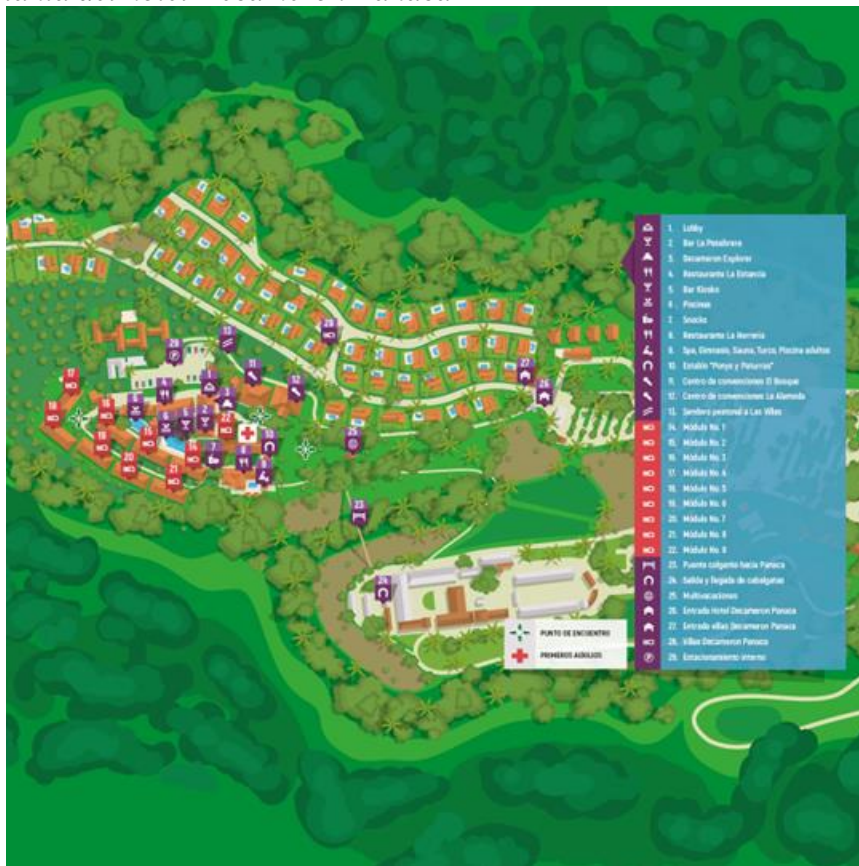 1. Lobby
2. Bar La Penabrera
3. Decameron Explorer
4. Restaurante La Estancia
5. Bar Kiosko
6. Piscinas
7. Snacks
8. Restaurante La Herrería
9. Spa, Gimnasio, Sauna, Turco, Piscina adultos
10. Establo "Ponys y Percherones"
11. Centro de convenciones El Bosque
12. Centro de convenciones La Alameda
13. Sendero peatonal a Las Villas
14. Módulo No. 1
15. Módulo No. 2
16. Módulo No. 3
17. Módulo No. 4
18. Módulo No. 5
19. Módulo No. 6
20. Módulo No. 7
21. Módulo No. 8
22. Módulo No.
23. Puente colgante hacia Panaca
24. Salida y llegada de cabalgatas
25. Multivacaciones
26. Entrada Hotel Decameron Panaca
27. Entrada villas Decameron Panaca
28. Villas Decameron Panaca
29. Estacionamiento interno
PUNTO DE ENCUENTRO
PRIMEROS AUXILIOS